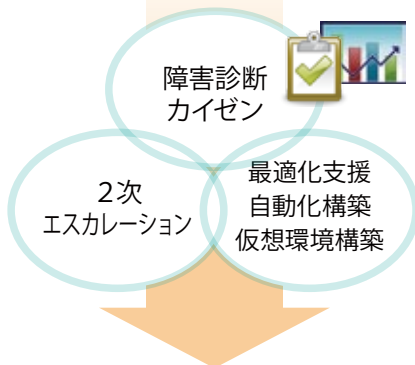 障害診断
カイゼン
2次
エスカレーション
最適化支援
自動化構築
仮想環境構築